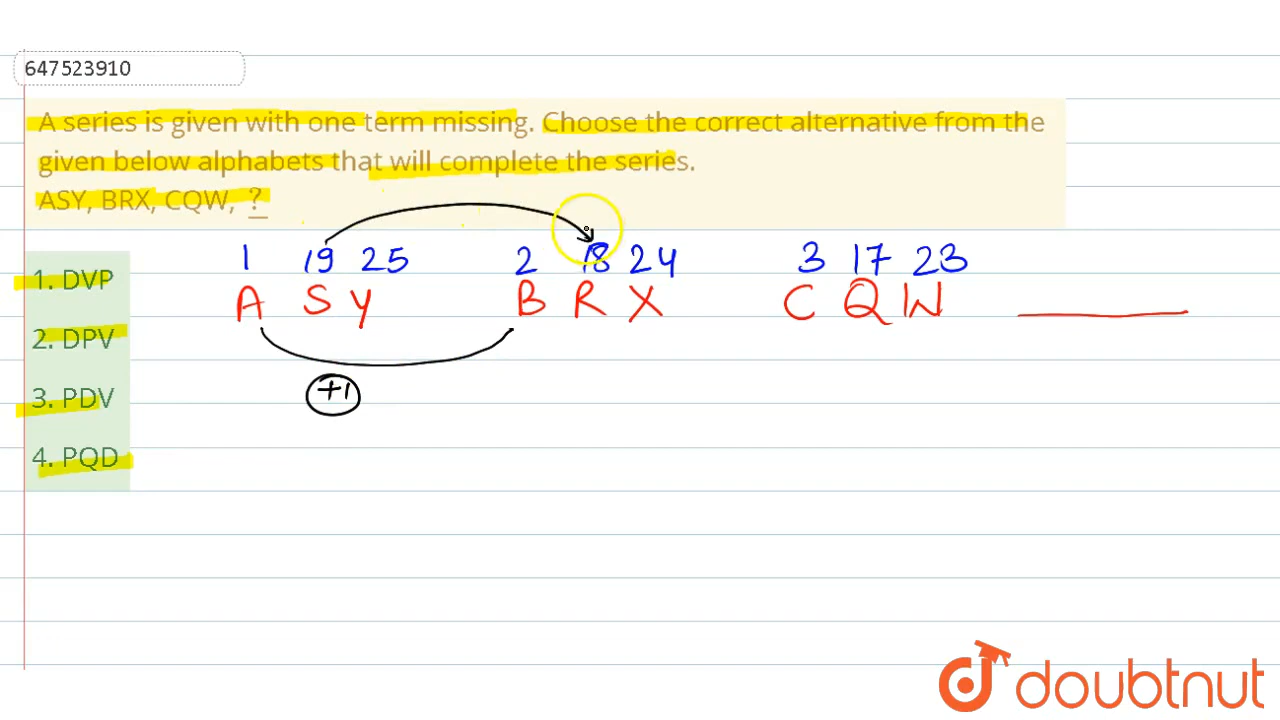 647523910
A series is given with one term missing. Choose the correct alternative from the
given below alphabets that will complete the series.
ASY, BRX, CQW, ?
1. DVP
2. DPV
3. PDV
4. PQD
1 19 25 2 18 24 3 17 23
A S Y B R X C Q W
+1
doubtnut